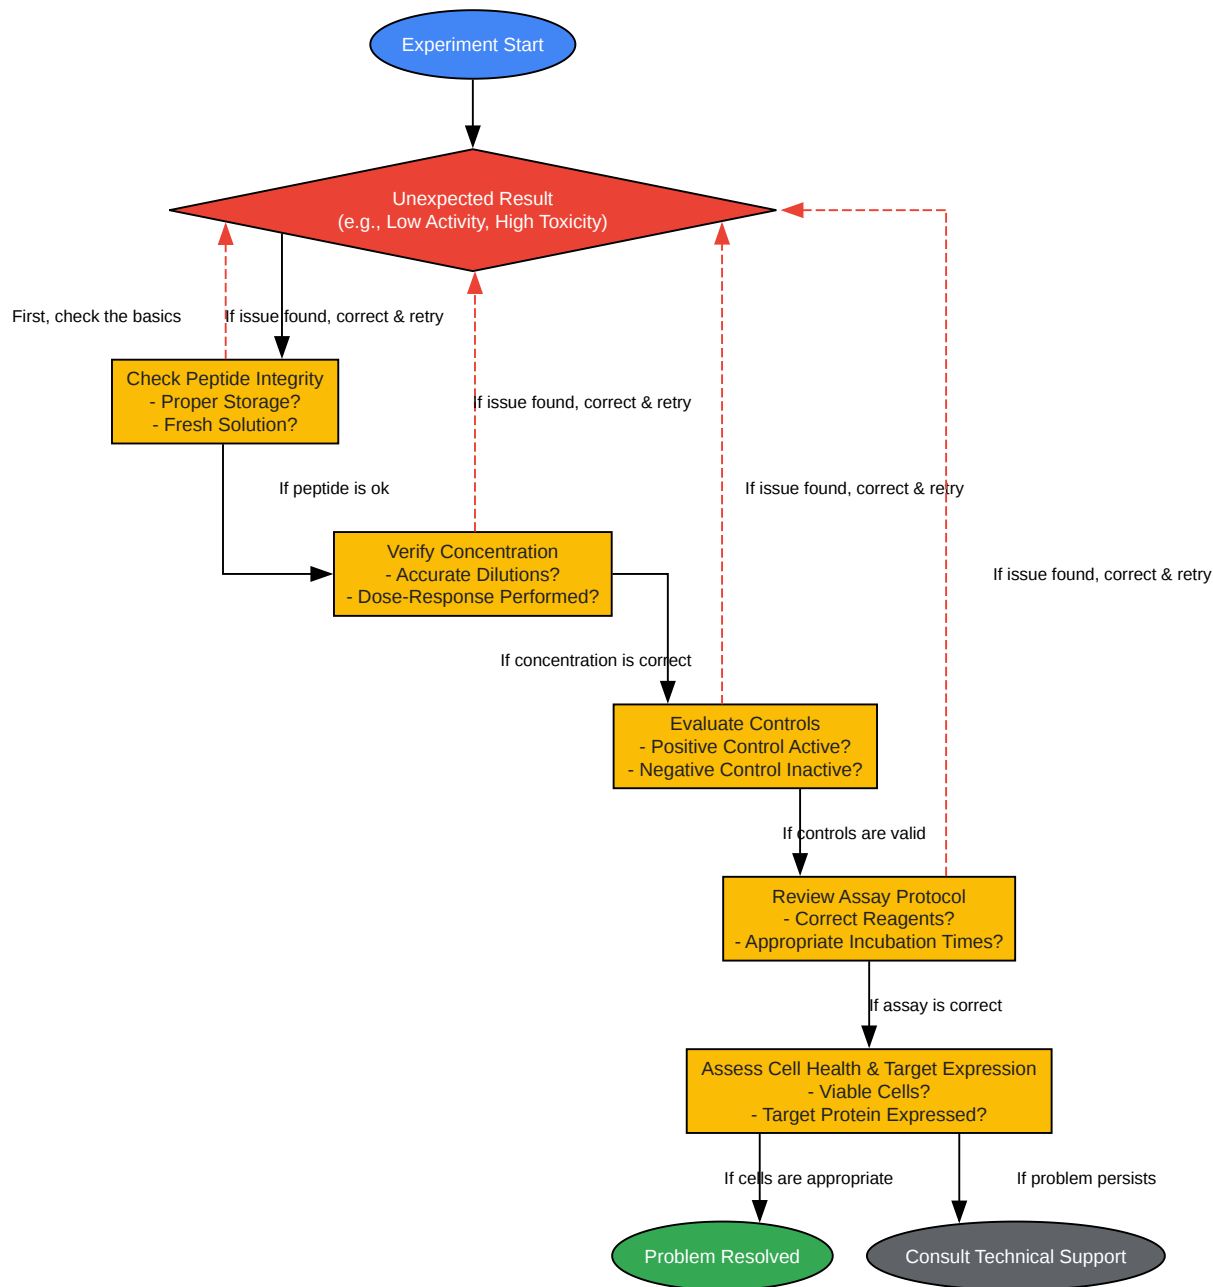 Experiment Start
Unexpected Result
(e.g., Low Activity, High Toxicity)
First, check the basics
If issue found, correct & retry
Check Peptide Integrity
- Proper Storage?
- Fresh Solution?
If issue found, correct & retry
If peptide is ok
If issue found, correct & retry
Verify Concentration
- Accurate Dilutions?
- Dose-Response Performed?
If issue found, correct & retry
If concentration is correct
Evaluate Controls
- Positive Control Active?
- Negative Control Inactive?
If controls are valid
Review Assay Protocol
- Correct Reagents?
- Appropriate Incubation Times?
If assay is correct
Assess Cell Health & Target Expression
- Viable Cells?
- Target Protein Expressed?
If cells are appropriate
If problem persists
Problem Resolved
Consult Technical Support